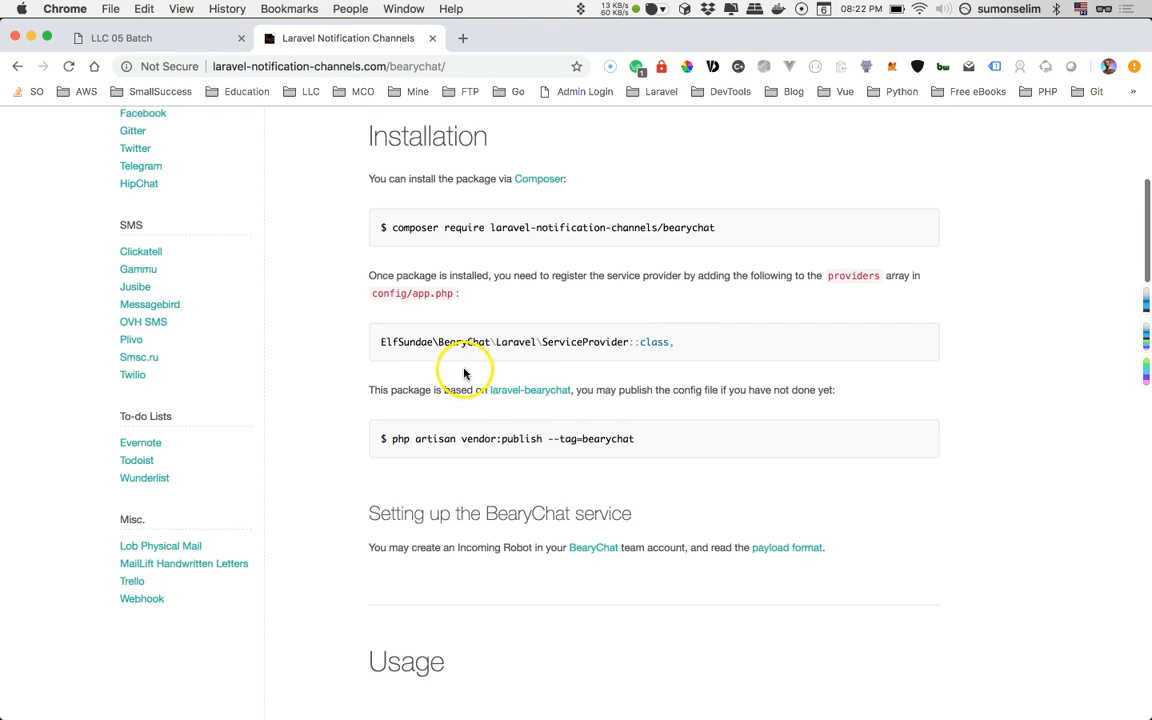 Chrome File Edit View History Bookmarks People Window Help
13 KB/s
60 KB/s
6
08:22 PM
sumonselim
LLC 05 Batch
Laravel Notification Channels
Not Secure
laravel-notification-channels.com/bearychat/
SO AWS SmallSuccess Education LLC MCO Mine FTP Go Admin Login Laravel DevTools Blog Vue Python Free eBooks PHP Git »
Facebook
Gitter
Twitter
Telegram
HipChat
SMS
Clickatell
Gammu
Jusibe
Messagebird
OVH SMS
Plivo
Smsc.ru
Twilio
To-do Lists
Evernote
Todoist
Wunderlist
Misc.
Lob Physical Mail
MailLift Handwritten Letters
Trello
Webhook
Installation
You can install the package via Composer:
$ composer require laravel-notification-channels/bearychat
Once package is installed, you need to register the service provider by adding the following to the providers array in
config/app.php :
ElfSundae\BearyChat\Laravel\ServiceProvider::class,
This package is based on laravel-bearychat, you may publish the config file if you have not done yet:
$ php artisan vendor:publish --tag=bearychat
Setting up the BearyChat service
You may create an Incoming Robot in your BearyChat team account, and read the payload format.
Usage